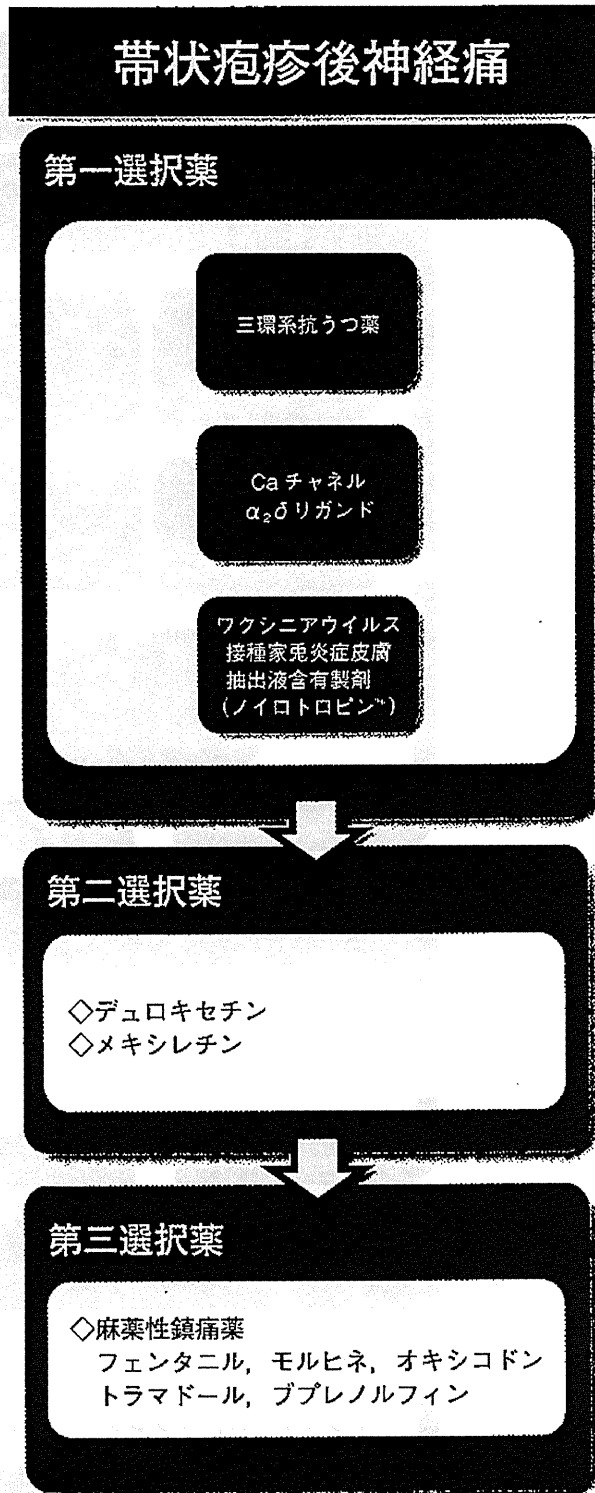 帯状疱疹後神経痛
第一選択薬
三環系抗うつ薬
Caチャネル
α₂δリガンド
ワクシニアウイルス
接種家兎炎症皮膚
抽出液含有製剤
(ノイロトロピン™)
第二選択薬
◇デュロキセチン
◇メキシレチン
第三選択薬
◇麻薬性鎮痛薬
フェンタニル，モルヒネ，オキシコドン
トラマドール，ブプレノルフィン